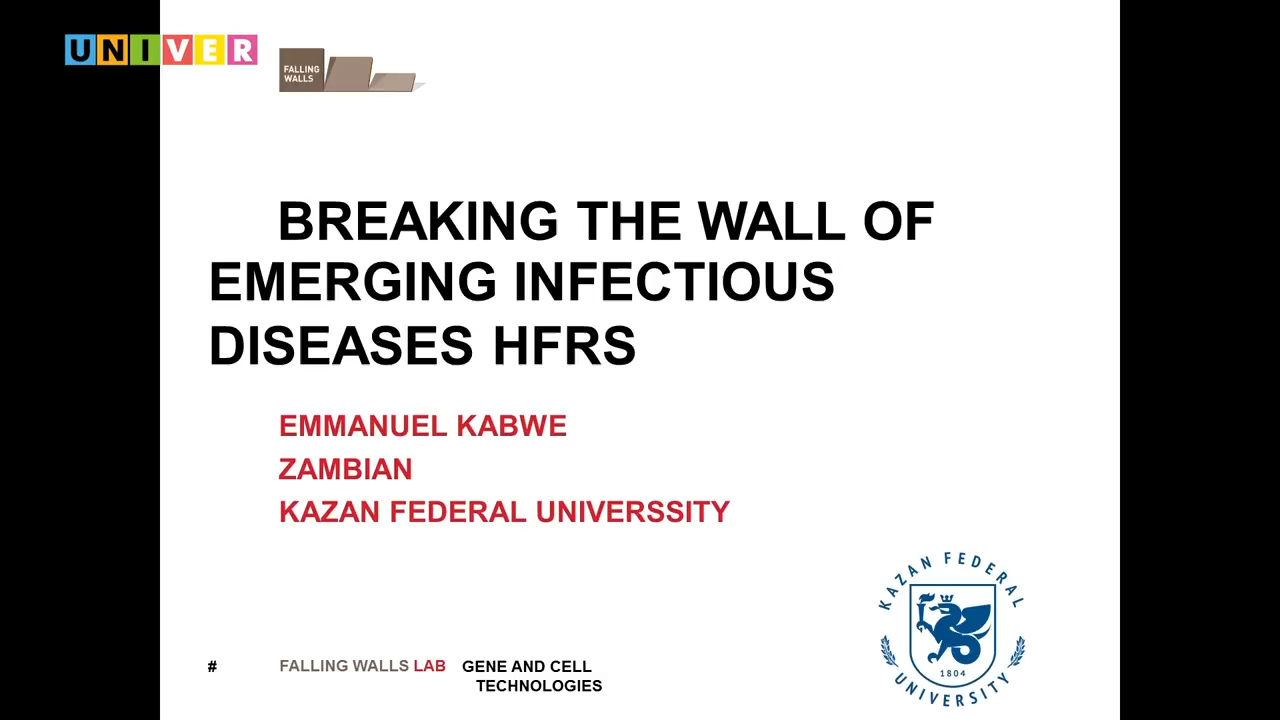 UNIVER
FALLING
WALLS
BREAKING THE WALL OF
EMERGING INFECTIOUS
DISEASES HFRS
EMMANUEL KABWE
ZAMBIAN
KAZAN FEDERAL UNIVERSSITY
KAZAN FEDERAL
1804
UNIVERSITY
# FALLING WALLS LAB GENE AND CELL
TECHNOLOGIES